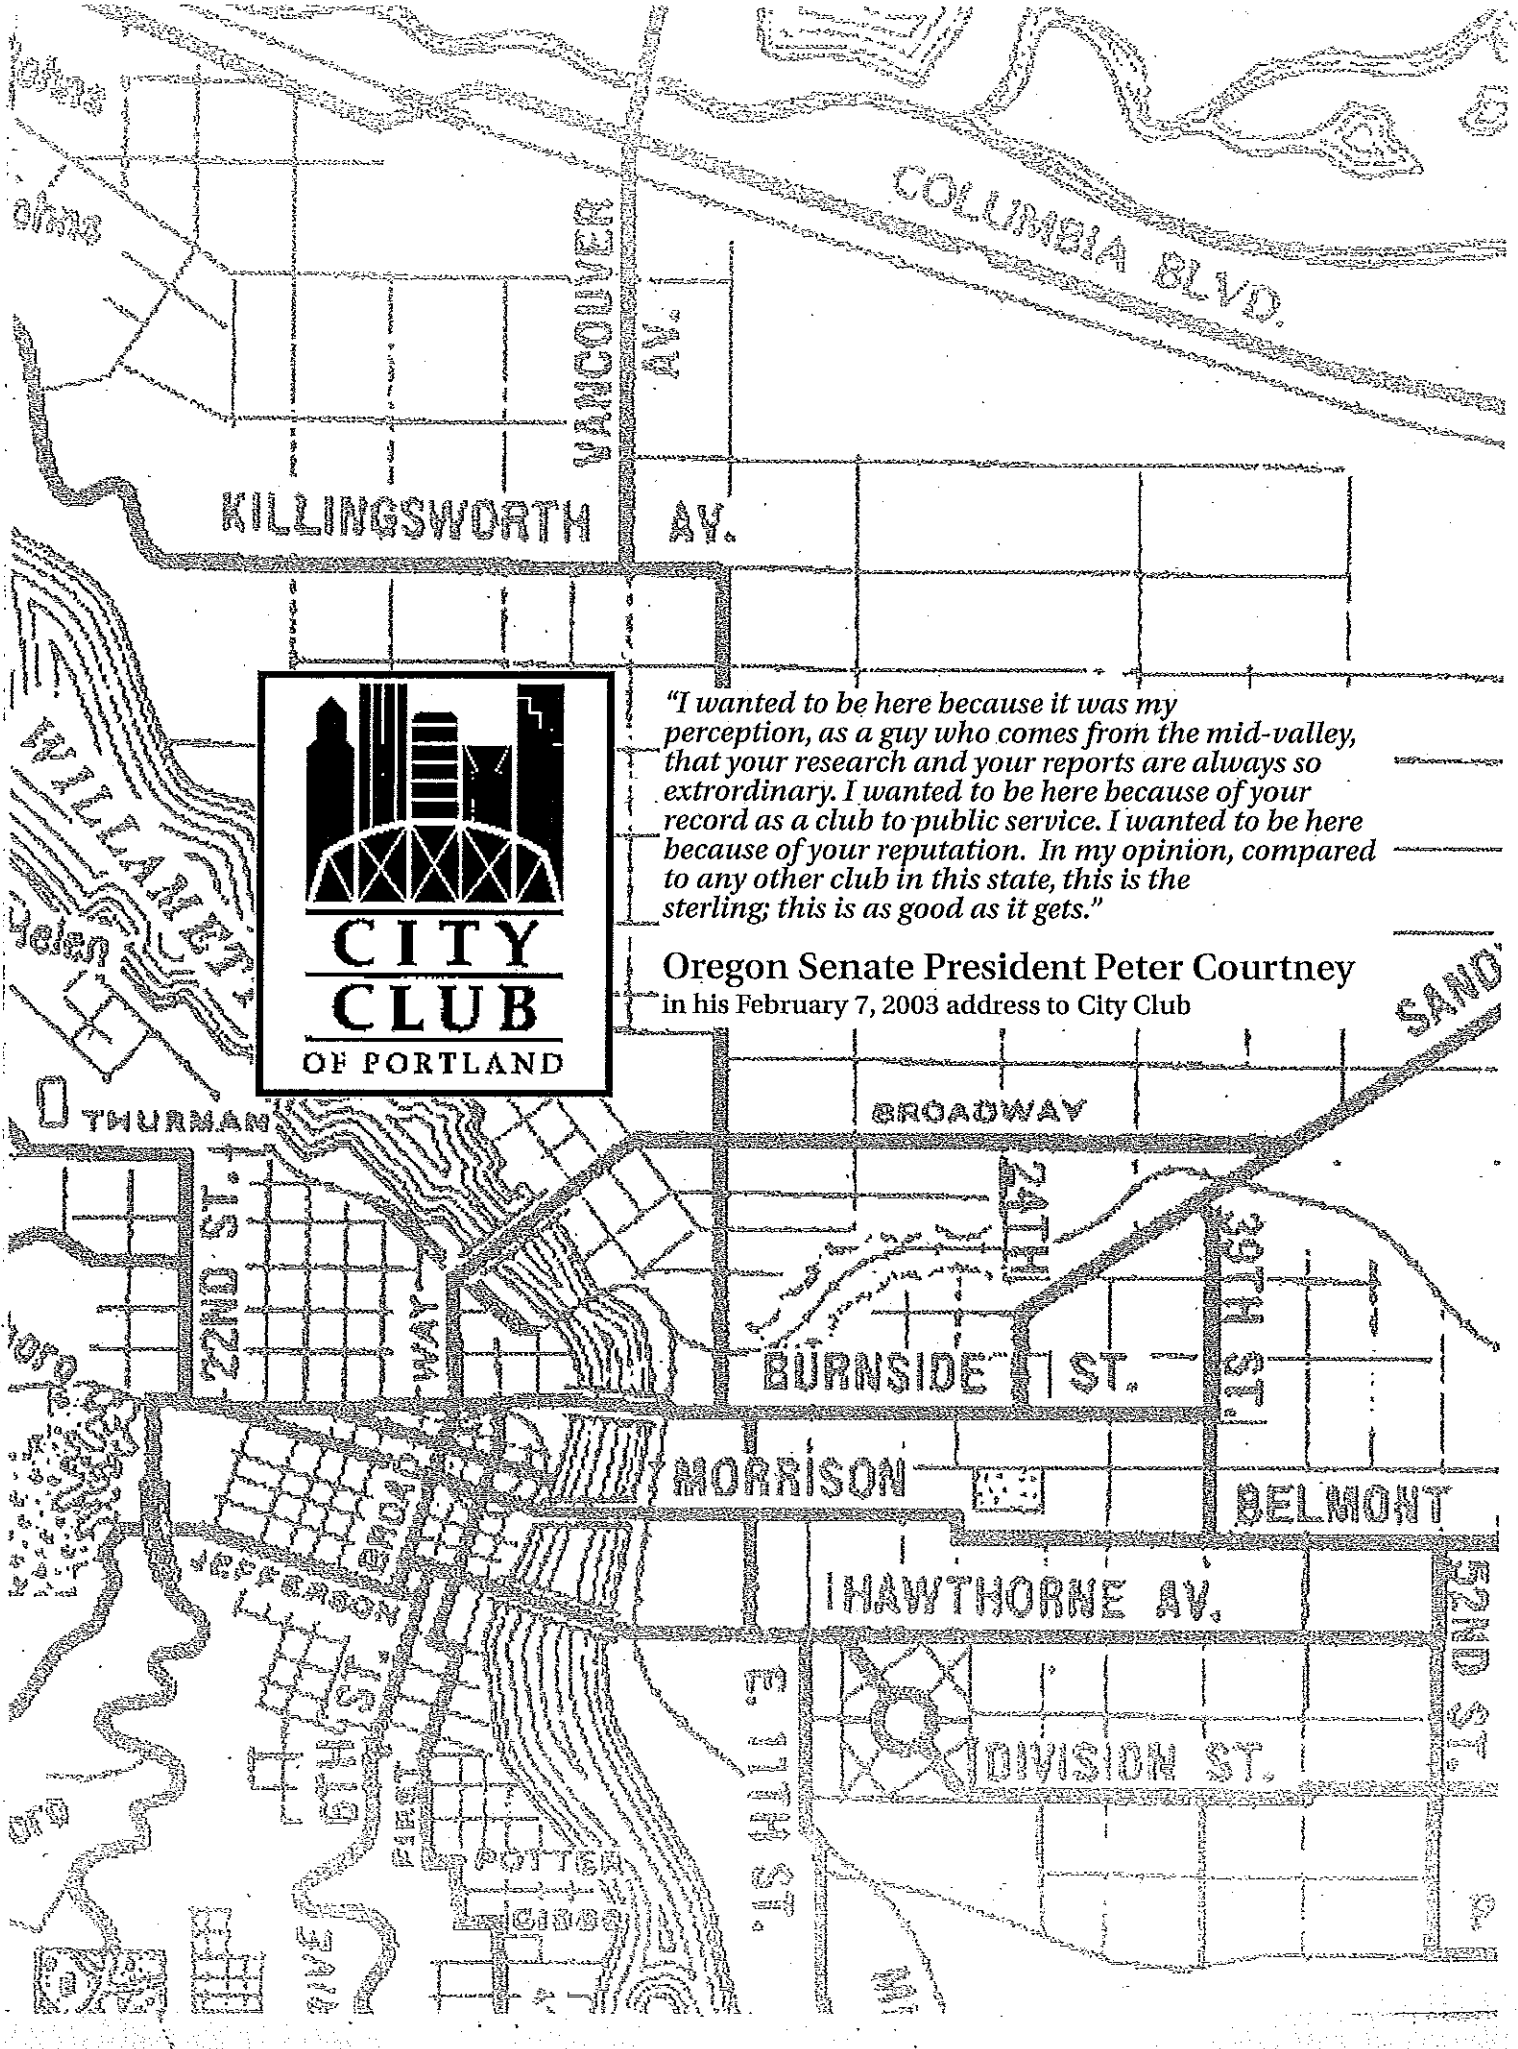 COLUMBIA BLVD.
VANCOUVER
AV.
KILLINGSWORTH AV.
"I wanted to be here because it was my
perception, as a guy who comes from the mid-valley,
that your research and your reports are always so
extrordinary. I wanted to be here because of your
record as a club to public service. I wanted to be here
because of your reputation. In my opinion, compared
to any other club in this state, this is the
sterling; this is as good as it gets."
Oregon Senate President Peter Courtney
in his February 7, 2003 address to City Club
CITY
CLUB
OF PORTLAND
SAND
THURMAN
BROADWAY
22ND ST.
24TH
39TH ST.
WAY
BURNSIDE ST.
MORRISON
BELMONT
JEFFERSON
HAWTHORNE AV.
52ND ST.
E. 11TH ST.
DIVISION ST.
6TH ST.
FIRST
POTTER
GIBBS